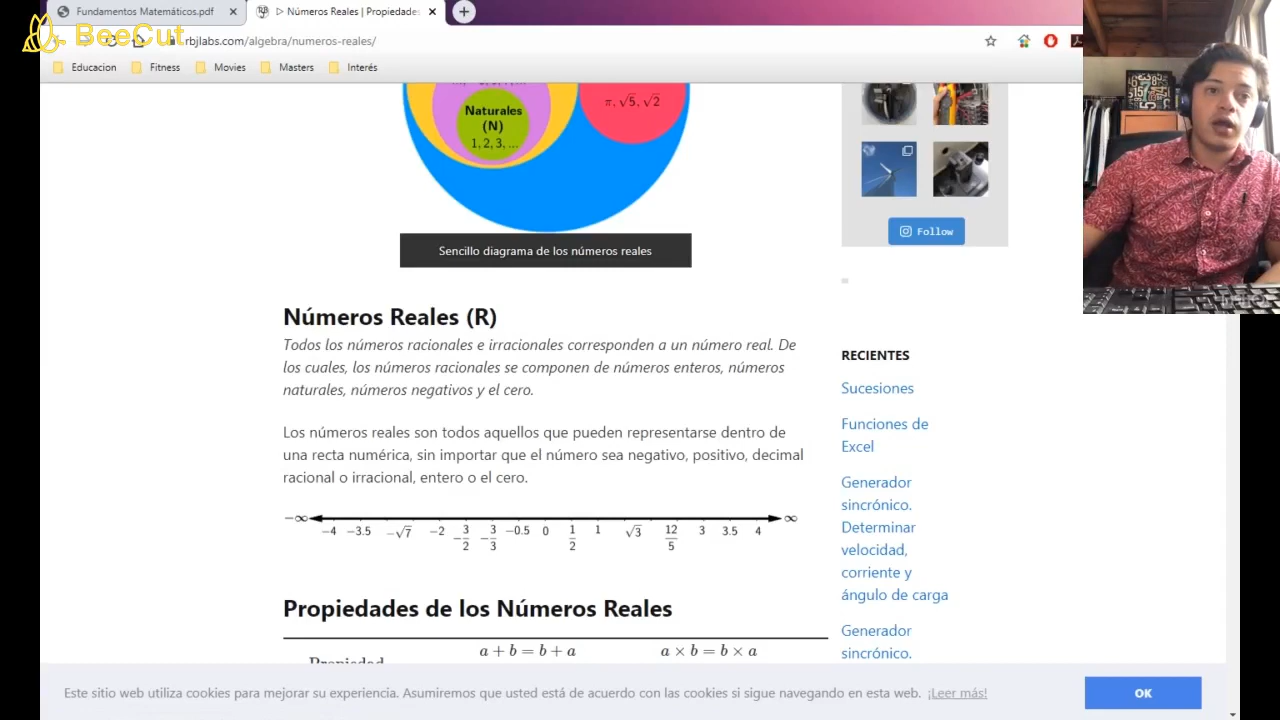 Fundamentos Matemáticos.pdf
Números Reales | Propiedades
BeeCut
rbjlabs.com/algebra/numeros-reales/
Educacion Fitness Movies Masters Interés
Naturales
(N)
1, 2, 3, ...
π, √5, √2
Follow
Sencillo diagrama de los números reales
Números Reales (R)
Todos los números racionales e irracionales corresponden a un número real. De
los cuales, los números racionales se componen de números enteros, números
naturales, números negativos y el cero.
Los números reales son todos aquellos que pueden representarse dentro de
una recta numérica, sin importar que el número sea negativo, positivo, decimal
racional o irracional, entero o el cero.
−∞ −4 −3.5 −√7 −2 −3/2 −3/3 −0.5 0 1/2 1 √3 12/5 3 3.5 4 ∞
Propiedades de los Números Reales
a + b = b + a a × b = b × a
Propiedad
RECIENTES
Sucesiones
Funciones de
Excel
Generador
sincrónico.
Determinar
velocidad,
corriente y
ángulo de carga
Generador
sincrónico.
Este sitio web utiliza cookies para mejorar su experiencia. Asumiremos que usted está de acuerdo con las cookies si sigue navegando en esta web. ¡Leer más!
OK